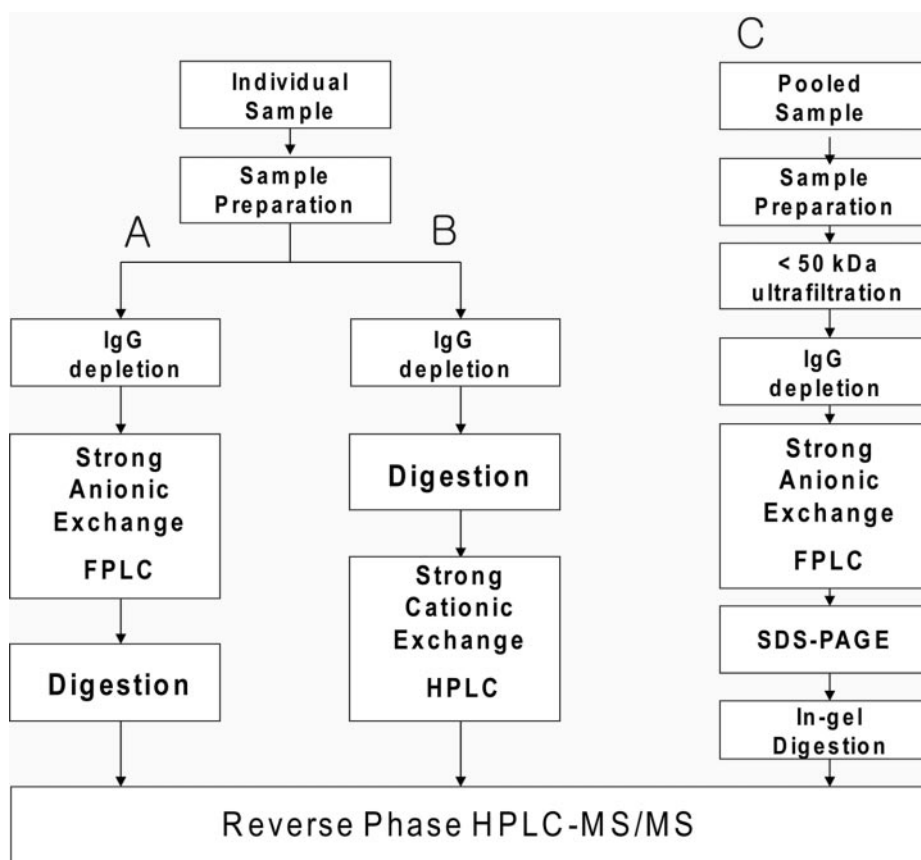 Individual
Sample
Sample
Preparation
A
B
IgG
depletion
Strong
Anionic
Exchange
FPLC
Digestion
IgG
depletion
Digestion
Strong
Cationic
Exchange
HPLC
C
Pooled
Sample
Sample
Preparation
< 50 kDa
ultrafiltration
IgG
depletion
Strong
Anionic
Exchange
FPLC
SDS-PAGE
In-gel
Digestion
Reverse Phase HPLC-MS/MS